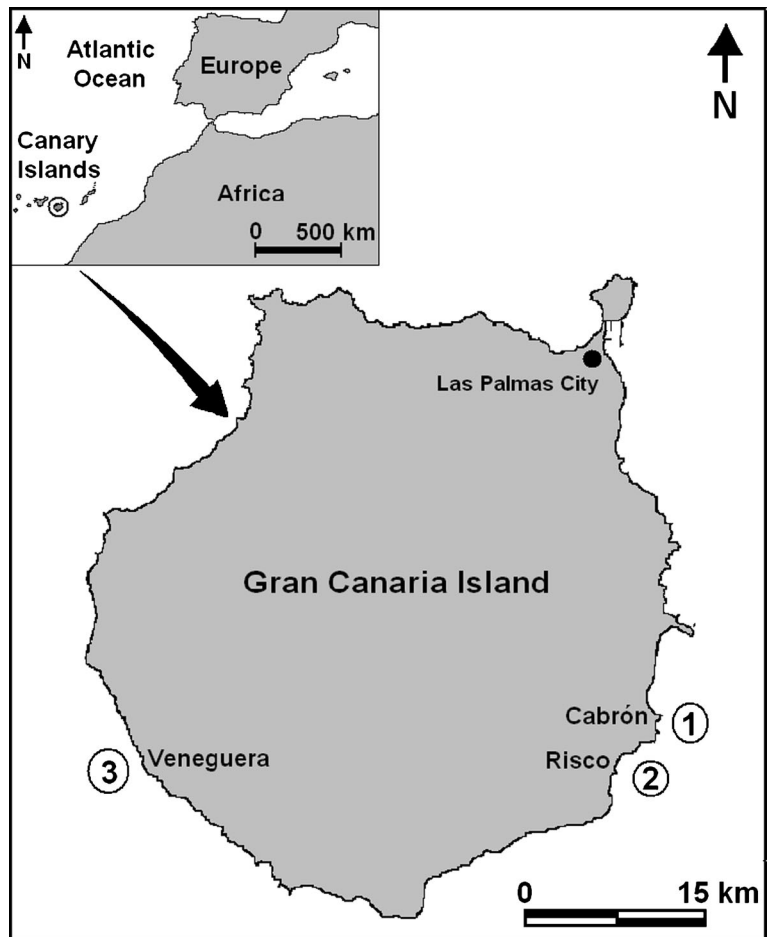 N
Atlantic
Ocean
Europe
Canary
Islands
Africa
0 500 km
N
Las Palmas City
Gran Canaria Island
Cabrón 1
Risco 2
3 Veneguera
0 15 km